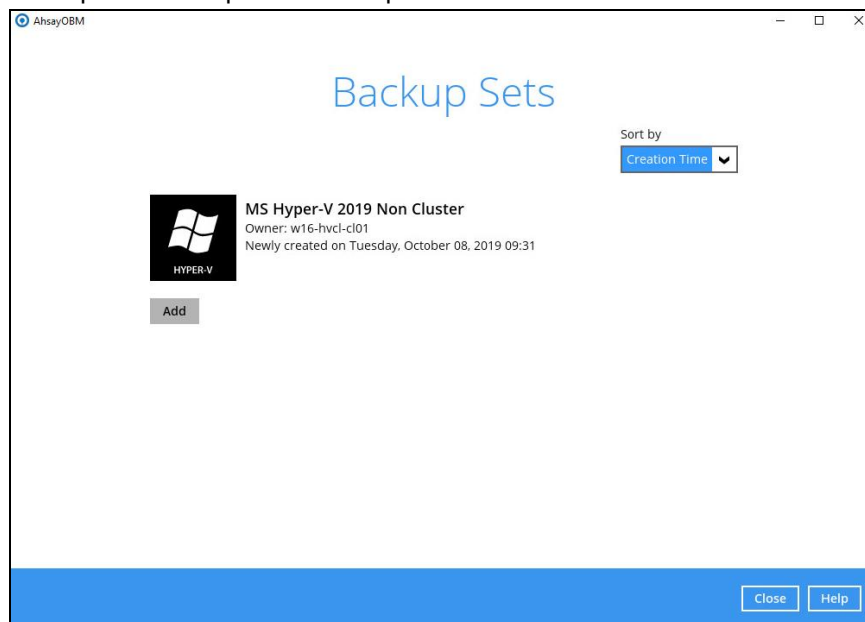 AhsayOBM
Backup Sets
Sort by
Creation Time
MS Hyper-V 2019 Non Cluster
Owner: w16-hvcl-cl01
Newly created on Tuesday, October 08, 2019 09:31
HYPER-V
Add
Close
Help